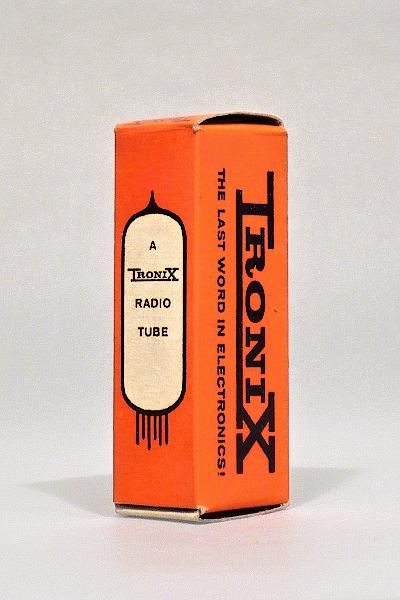 A
TRONIX
RADIO
TUBE
TRONIX
THE LAST WORD IN ELECTRONICS!